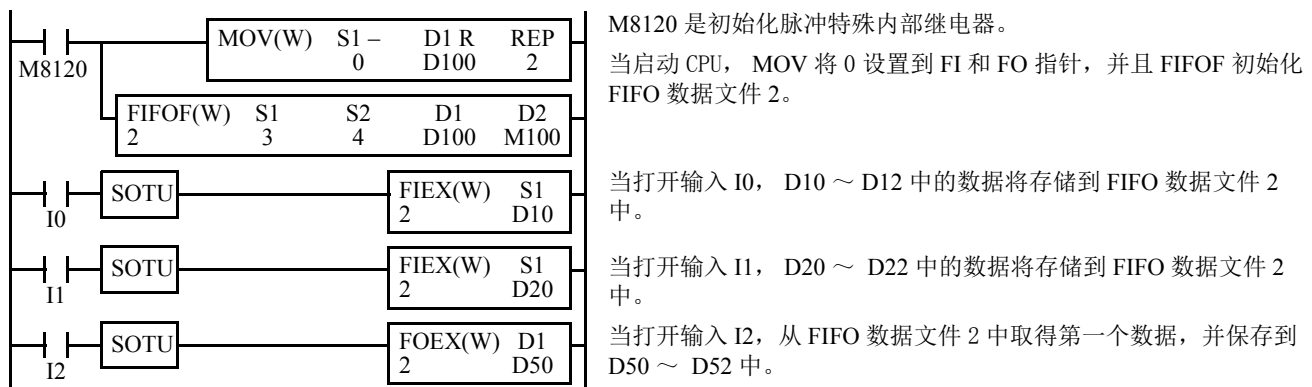 MOV(W) S1 – D1 R REP
0 D100 2
M8120
FIFOF(W) S1 S2 D1 D2
2 3 4 D100 M100
M8120 是初始化脉冲特殊内部继电器。
当启动 CPU， MOV 将 0 设置到 FI 和 FO 指针，并且 FIFOF 初始化
FIFO 数据文件 2。
SOTU FIEX(W) S1
I0 2 D10
当打开输入 I0， D10 ～ D12 中的数据将存储到 FIFO 数据文件 2
中。
SOTU FIEX(W) S1
I1 2 D20
当打开输入 I1， D20 ～ D22 中的数据将存储到 FIFO 数据文件 2
中。
SOTU FOEX(W) D1
I2 2 D50
当打开输入 I2，从 FIFO 数据文件 2 中取得第一个数据，并保存到
D50 ～ D52 中。